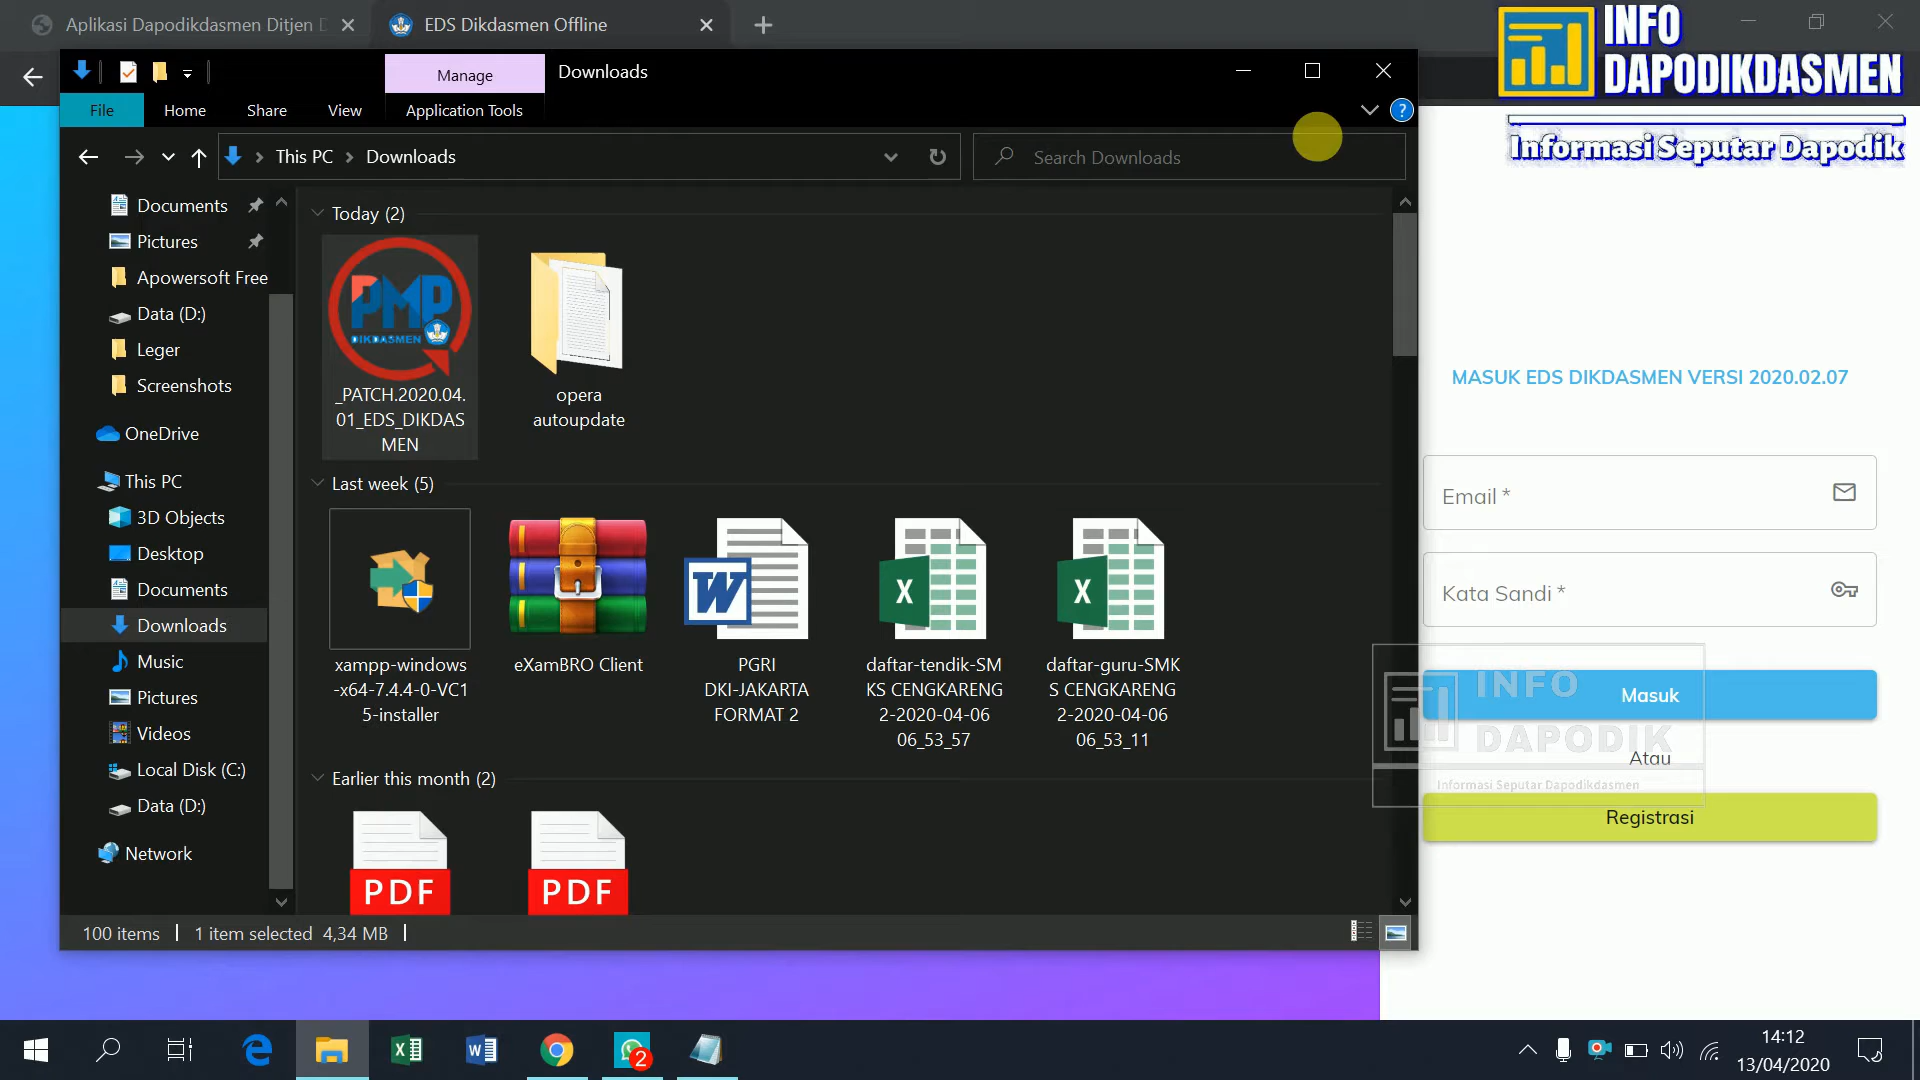 Aplikasi Dapodikdasmen Ditjen D
EDS Dikdasmen Offline
INFO
DAPODIKDASMEN
Informasi Seputar Dapodik
Manage
Downloads
File
Home
Share
View
Application Tools
This PC
Downloads
Search Downloads
Documents
Pictures
Apowersoft Free
Data (D:)
Leger
Screenshots
OneDrive
This PC
3D Objects
Desktop
Documents
Downloads
Music
Pictures
Videos
Local Disk (C:)
Data (D:)
Network
Today (2)
PMP
DIKDASMEN
_PATCH.2020.04.
01_EDS_DIKDAS
MEN
opera
autoupdate
Last week (5)
xampp-windows
-x64-7.4.4-0-VC1
5-installer
eXamBRO Client
W
PGRI
DKI-JAKARTA
FORMAT 2
X
daftar-tendik-SM
KS CENGKARENG
2-2020-04-06
06_53_57
X
daftar-guru-SMK
S CENGKARENG
2-2020-04-06
06_53_11
Earlier this month (2)
PDF
PDF
100 items
1 item selected 4,34 MB
MASUK EDS DIKDASMEN VERSI 2020.02.07
Email *
Kata Sandi *
Masuk
INFO
DAPODIK
Informasi Seputar Dapodikdasmen
Atau
Registrasi
2
14:12
13/04/2020